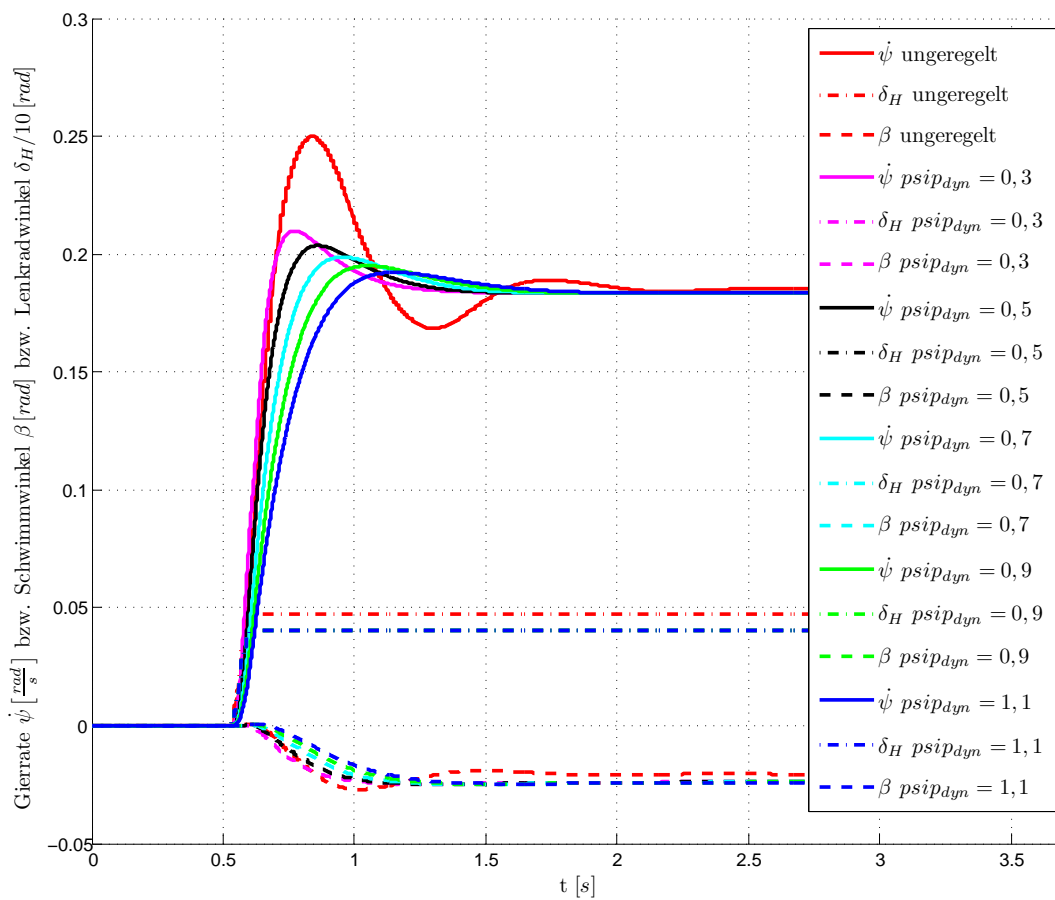 Gierrate ψ̇ [rad/s] bzw. Schwimmwinkel β [rad] bzw. Lenkradwinkel δ_H/10 [rad]
0.3
0.25
0.2
0.15
0.1
0.05
0
−0.05
0 0.5 1 1.5 2 2.5 3 3.5
t [s]
ψ̇ ungeregelt
δ_H ungeregelt
β ungeregelt
ψ̇ psip_dyn = 0,3
δ_H psip_dyn = 0,3
β psip_dyn = 0,3
ψ̇ psip_dyn = 0,5
δ_H psip_dyn = 0,5
β psip_dyn = 0,5
ψ̇ psip_dyn = 0,7
δ_H psip_dyn = 0,7
β psip_dyn = 0,7
ψ̇ psip_dyn = 0,9
δ_H psip_dyn = 0,9
β psip_dyn = 0,9
ψ̇ psip_dyn = 1,1
δ_H psip_dyn = 1,1
β psip_dyn = 1,1